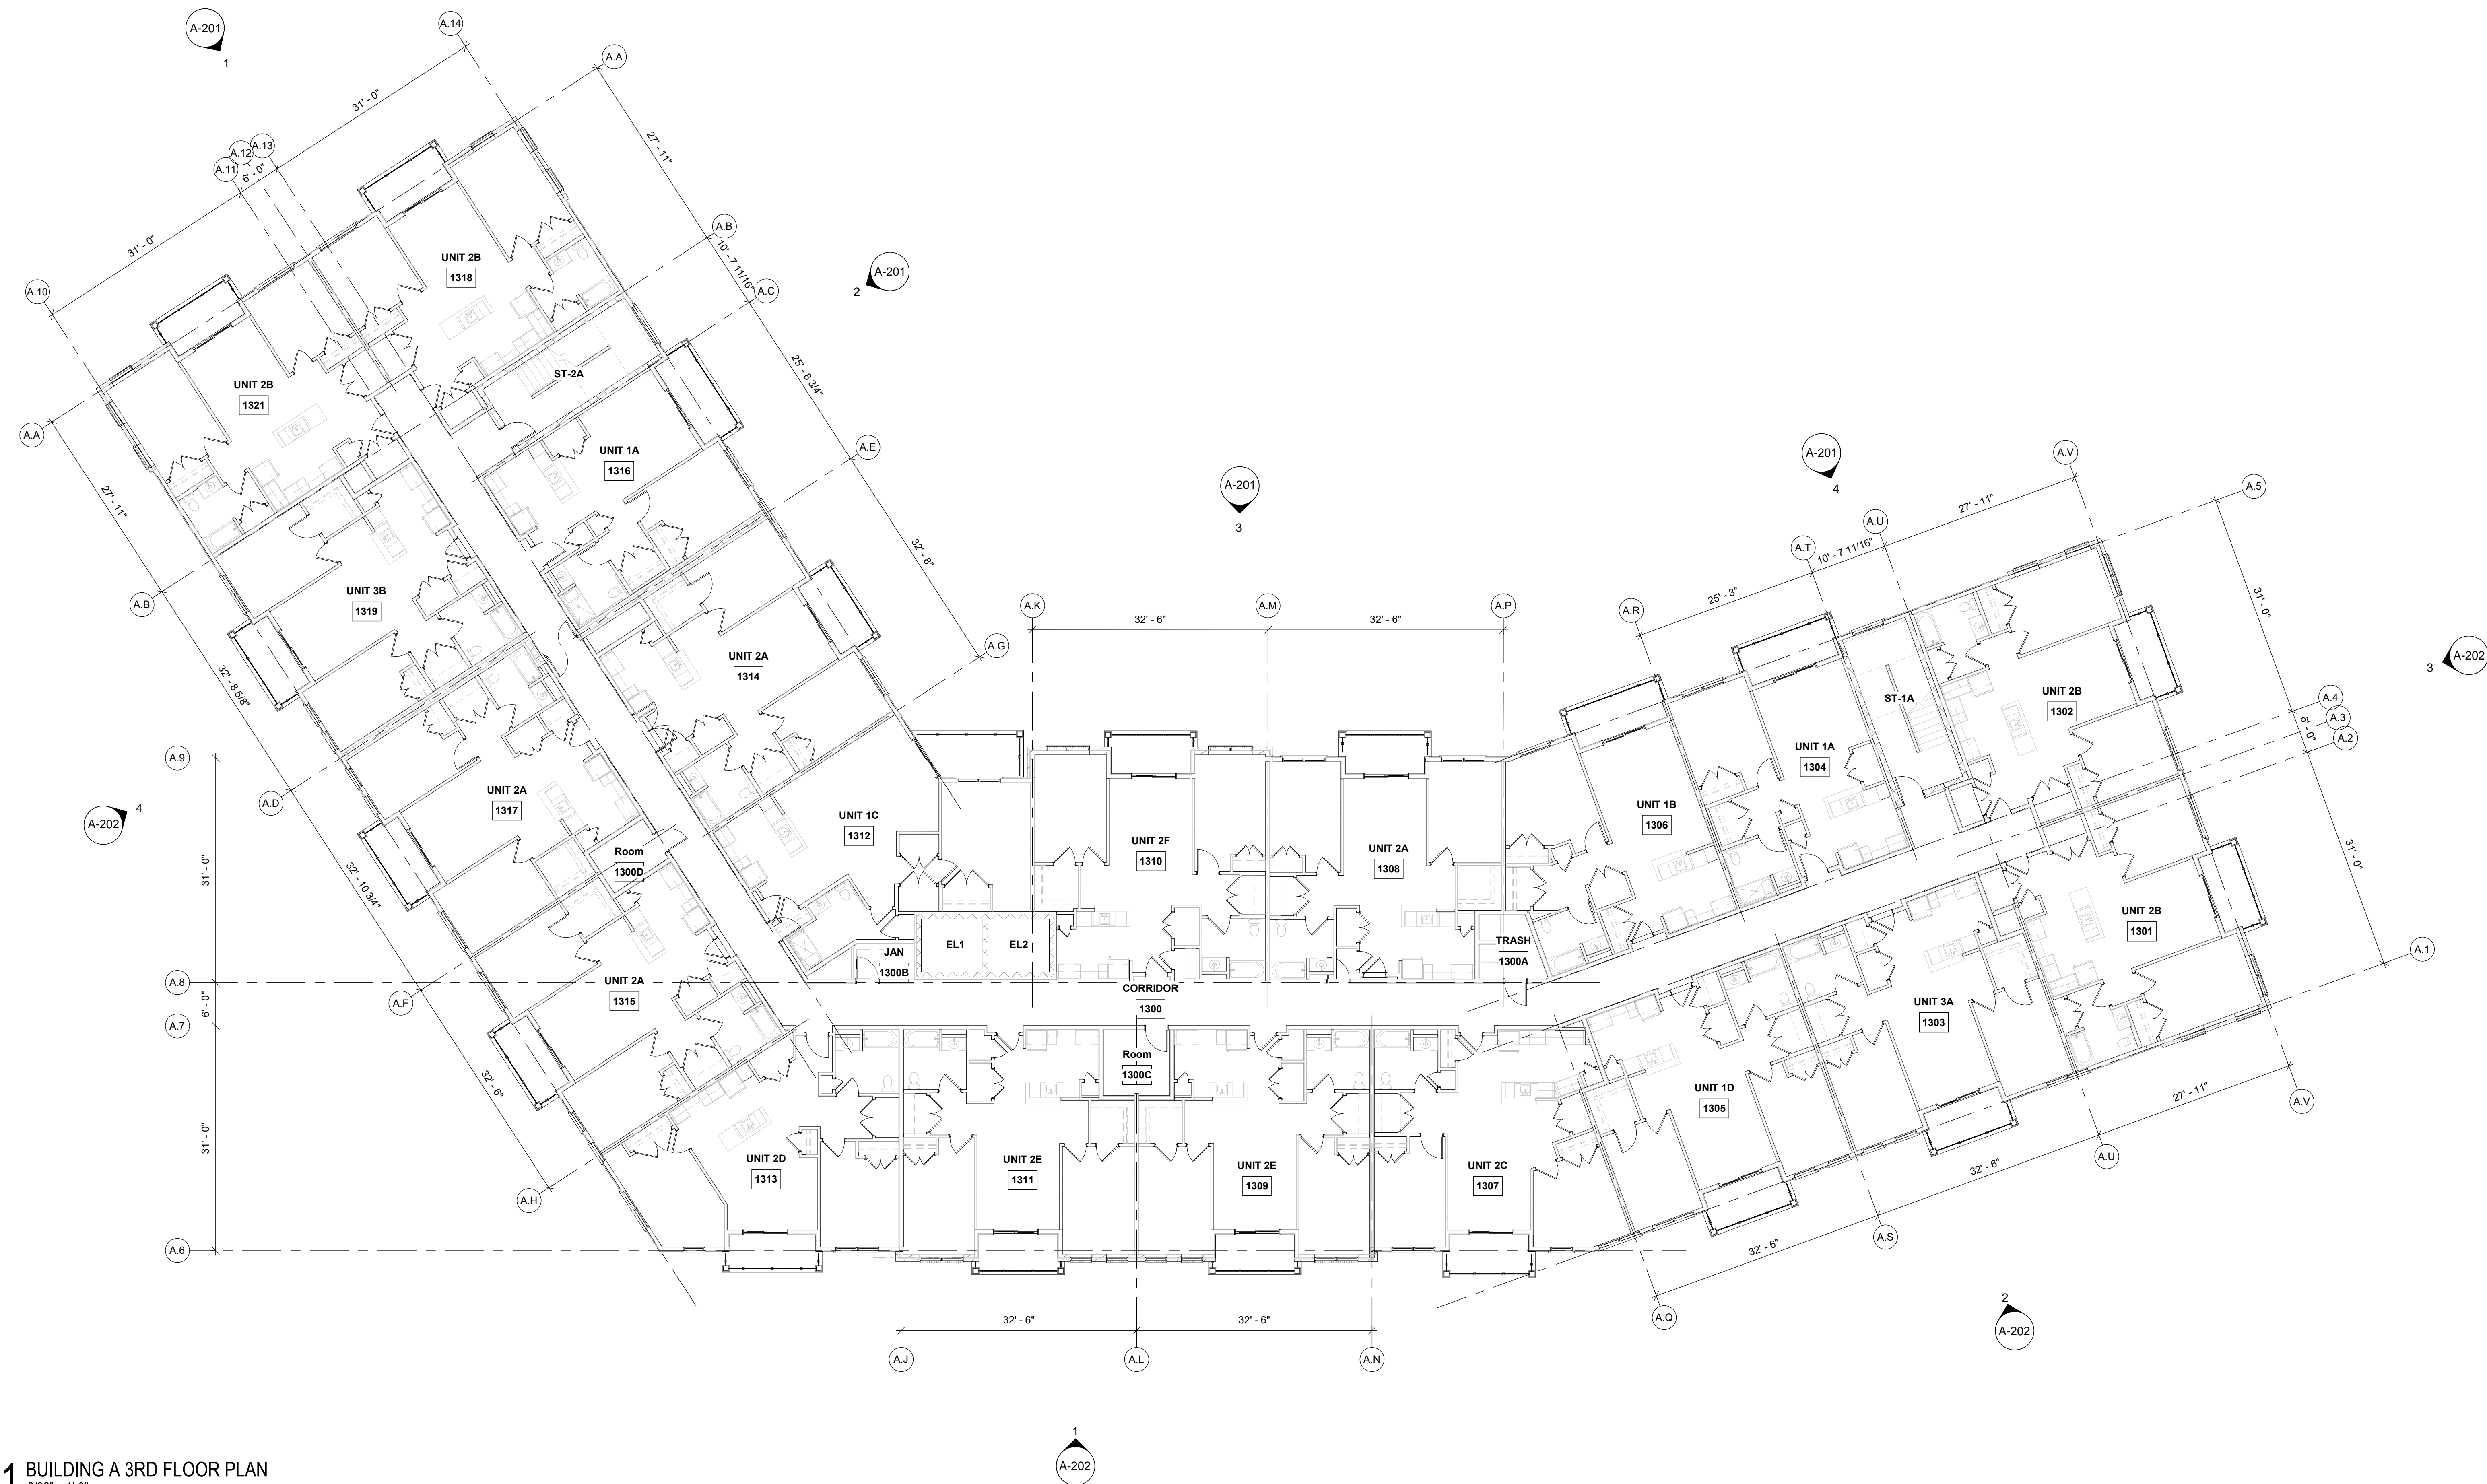 A-201
1
A.14
A.A
31' - 0"
27' - 11"
A.11
A.12
A.13
6' - 0"
31' - 0"
A.10
A.B
10' - 7 11/16"
A.C
A-201
2
UNIT 2B
1318
UNIT 2B
1321
ST-2A
25' - 8 3/4"
A.A
27' - 11"
UNIT 1A
1316
A.E
A-201
3
A-201
4
A.V
A.5
27' - 11"
A.U
A.T
10' - 7 11/16"
25' - 3"
32' - 8"
A.B
UNIT 3B
1319
A.K
A.M
A.P
A.R
32' - 6"
32' - 6"
31' - 0"
A.G
UNIT 2A
1314
32' - 8 5/8"
3
A-202
ST-1A
UNIT 2B
1302
A.4
A.3
A.2
6' - 0"
A.9
A.D
UNIT 2A
1317
UNIT 1A
1304
UNIT 1C
1312
UNIT 1B
1306
4
A-202
UNIT 2F
1310
UNIT 2A
1308
31' - 0"
Room
1300D
31' - 0"
32' - 10 3/4"
UNIT 2B
1301
EL1
EL2
TRASH
1300A
JAN
1300B
A.1
A.8
A.F
UNIT 2A
1315
CORRIDOR
1300
UNIT 3A
1303
6' - 0"
A.7
Room
1300C
32' - 6"
UNIT 1D
1305
27' - 11"
A.V
31' - 0"
UNIT 2D
1313
UNIT 2E
1311
UNIT 2E
1309
UNIT 2C
1307
A.U
32' - 6"
A.H
A.S
A.6
32' - 6"
A.Q
32' - 6"
32' - 6"
2
A-202
A.J
A.L
A.N
1
A-202
1 BUILDING A 3RD FLOOR PLAN